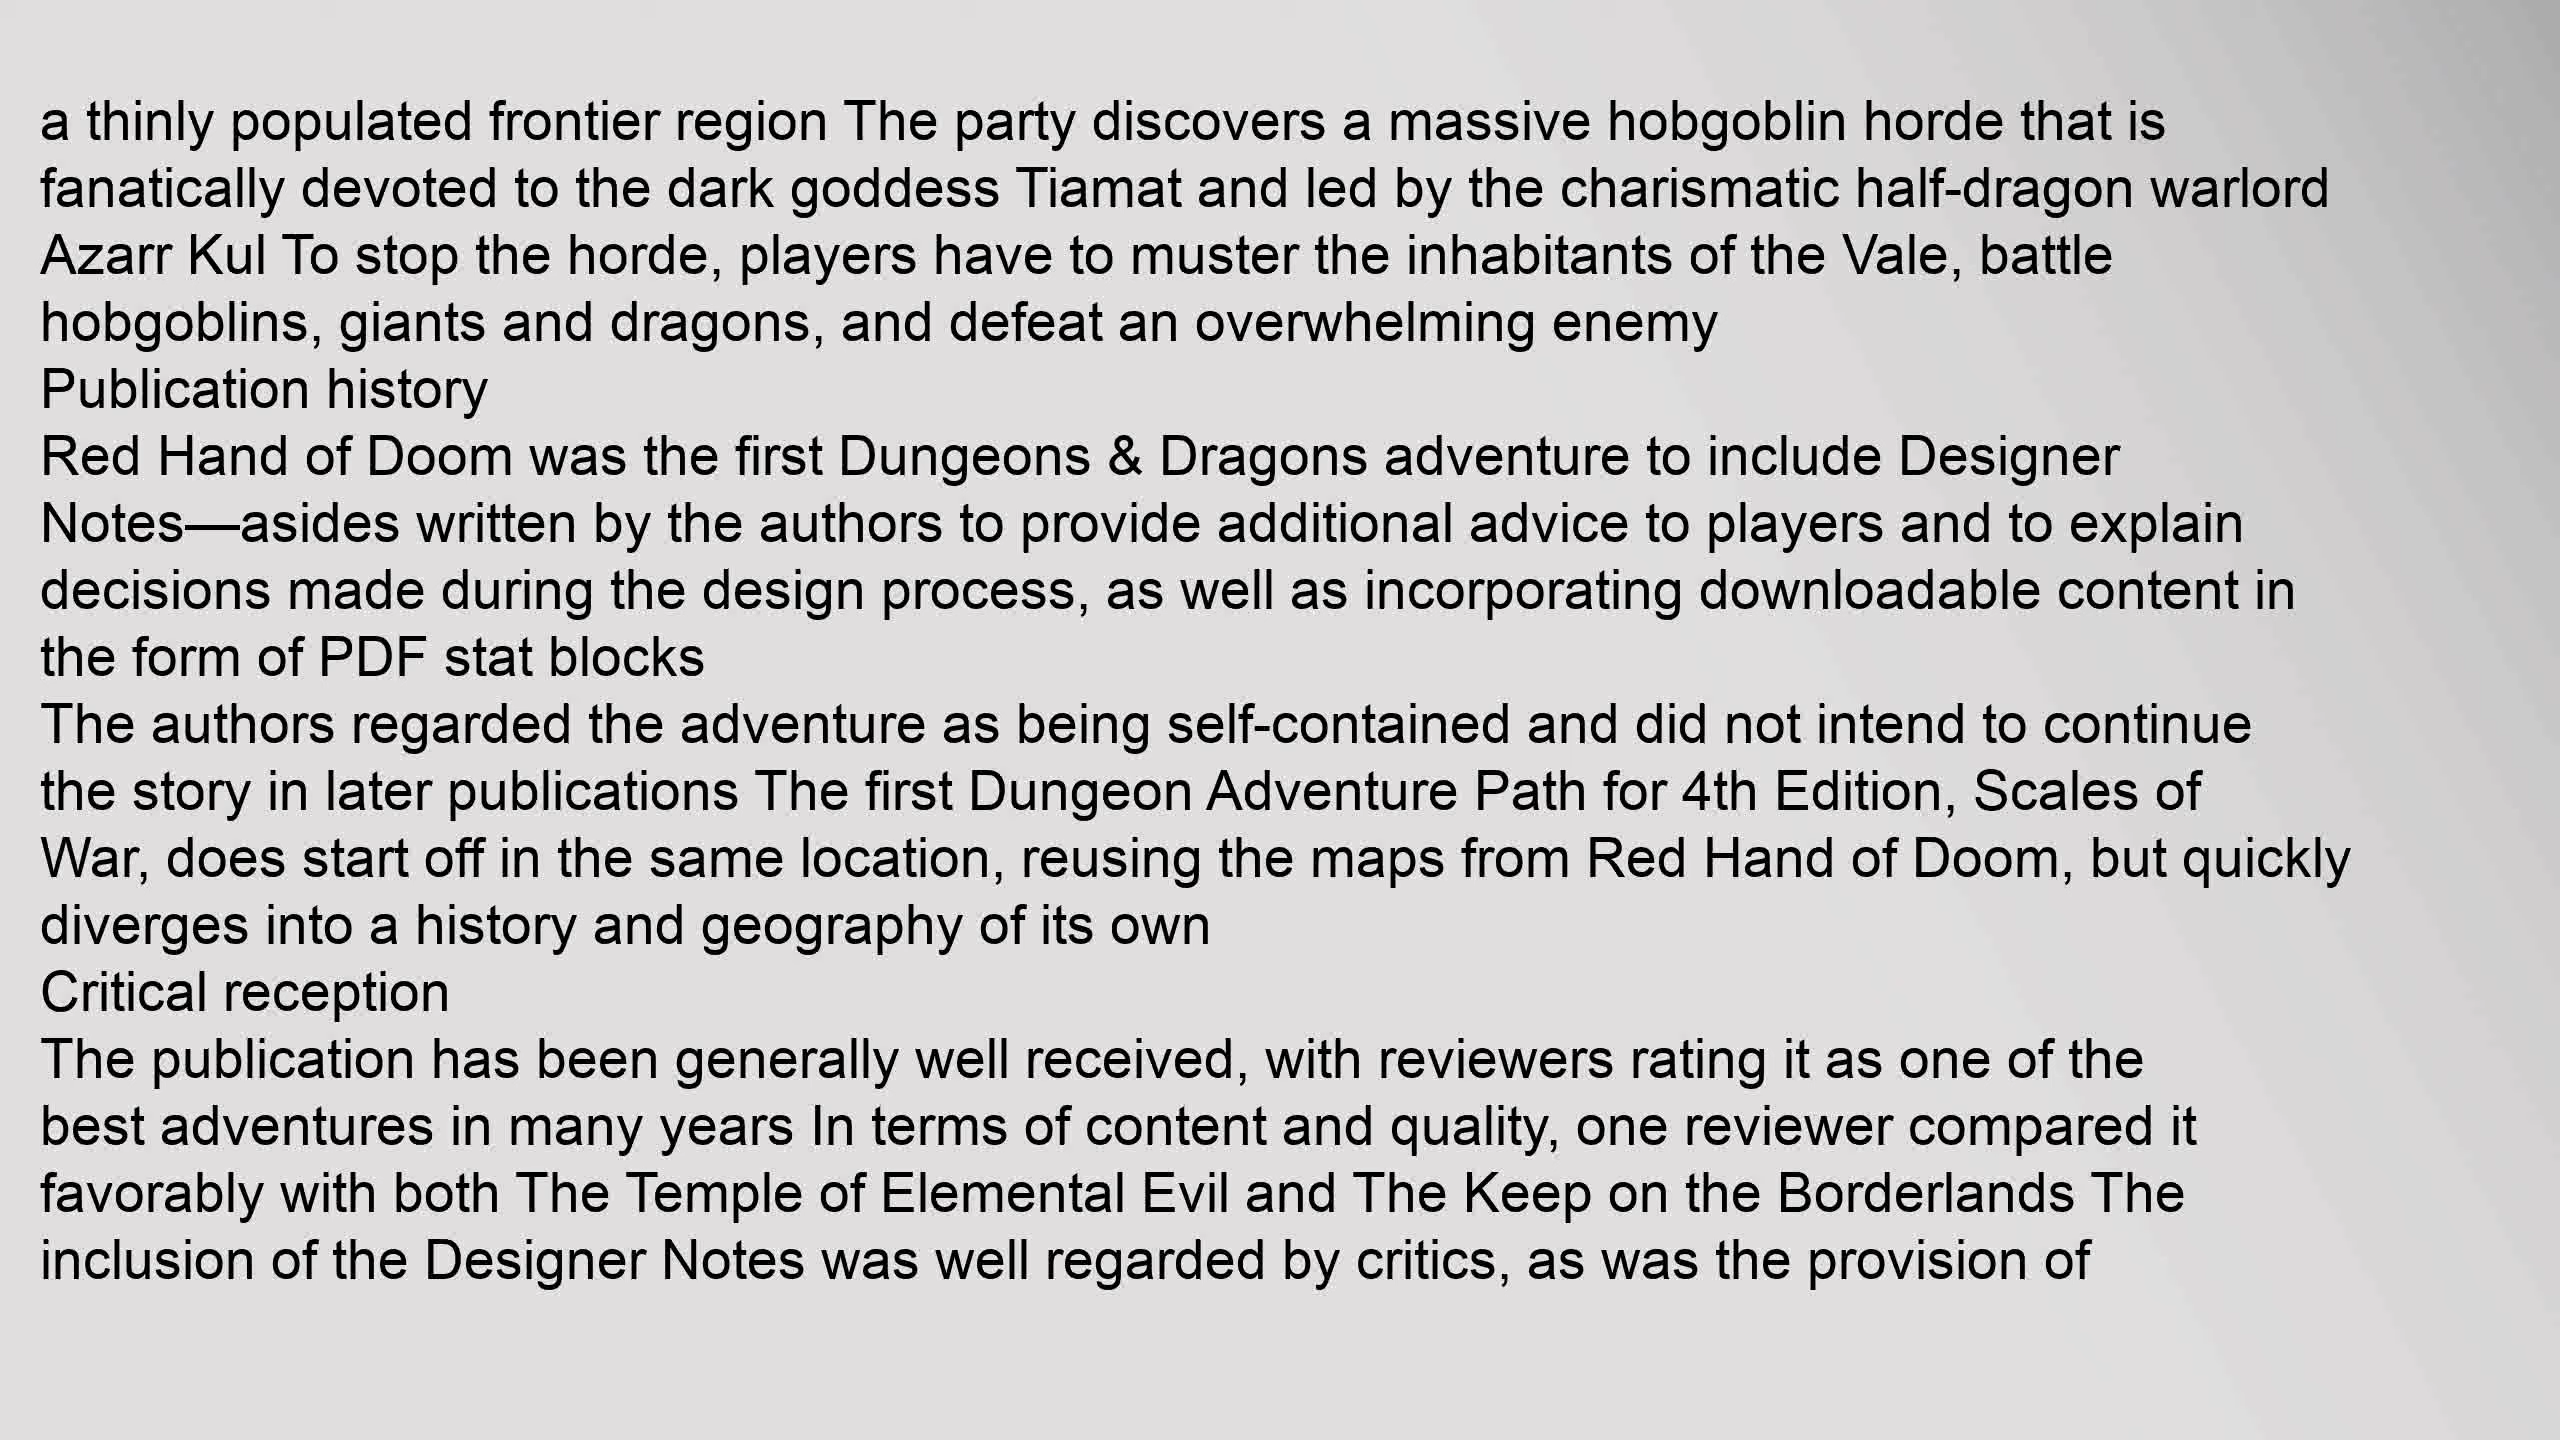 a thinly populated frontier region The party discovers a massive hobgoblin horde that is
fanatically devoted to the dark goddess Tiamat and led by the charismatic half-dragon warlord
Azarr Kul To stop the horde, players have to muster the inhabitants of the Vale, battle
hobgoblins, giants and dragons, and defeat an overwhelming enemy
Publication history
Red Hand of Doom was the first Dungeons & Dragons adventure to include Designer
Notes—asides written by the authors to provide additional advice to players and to explain
decisions made during the design process, as well as incorporating downloadable content in
the form of PDF stat blocks
The authors regarded the adventure as being self-contained and did not intend to continue
the story in later publications The first Dungeon Adventure Path for 4th Edition, Scales of
War, does start off in the same location, reusing the maps from Red Hand of Doom, but quickly
diverges into a history and geography of its own
Critical reception
The publication has been generally well received, with reviewers rating it as one of the
best adventures in many years In terms of content and quality, one reviewer compared it
favorably with both The Temple of Elemental Evil and The Keep on the Borderlands The
inclusion of the Designer Notes was well regarded by critics, as was the provision of